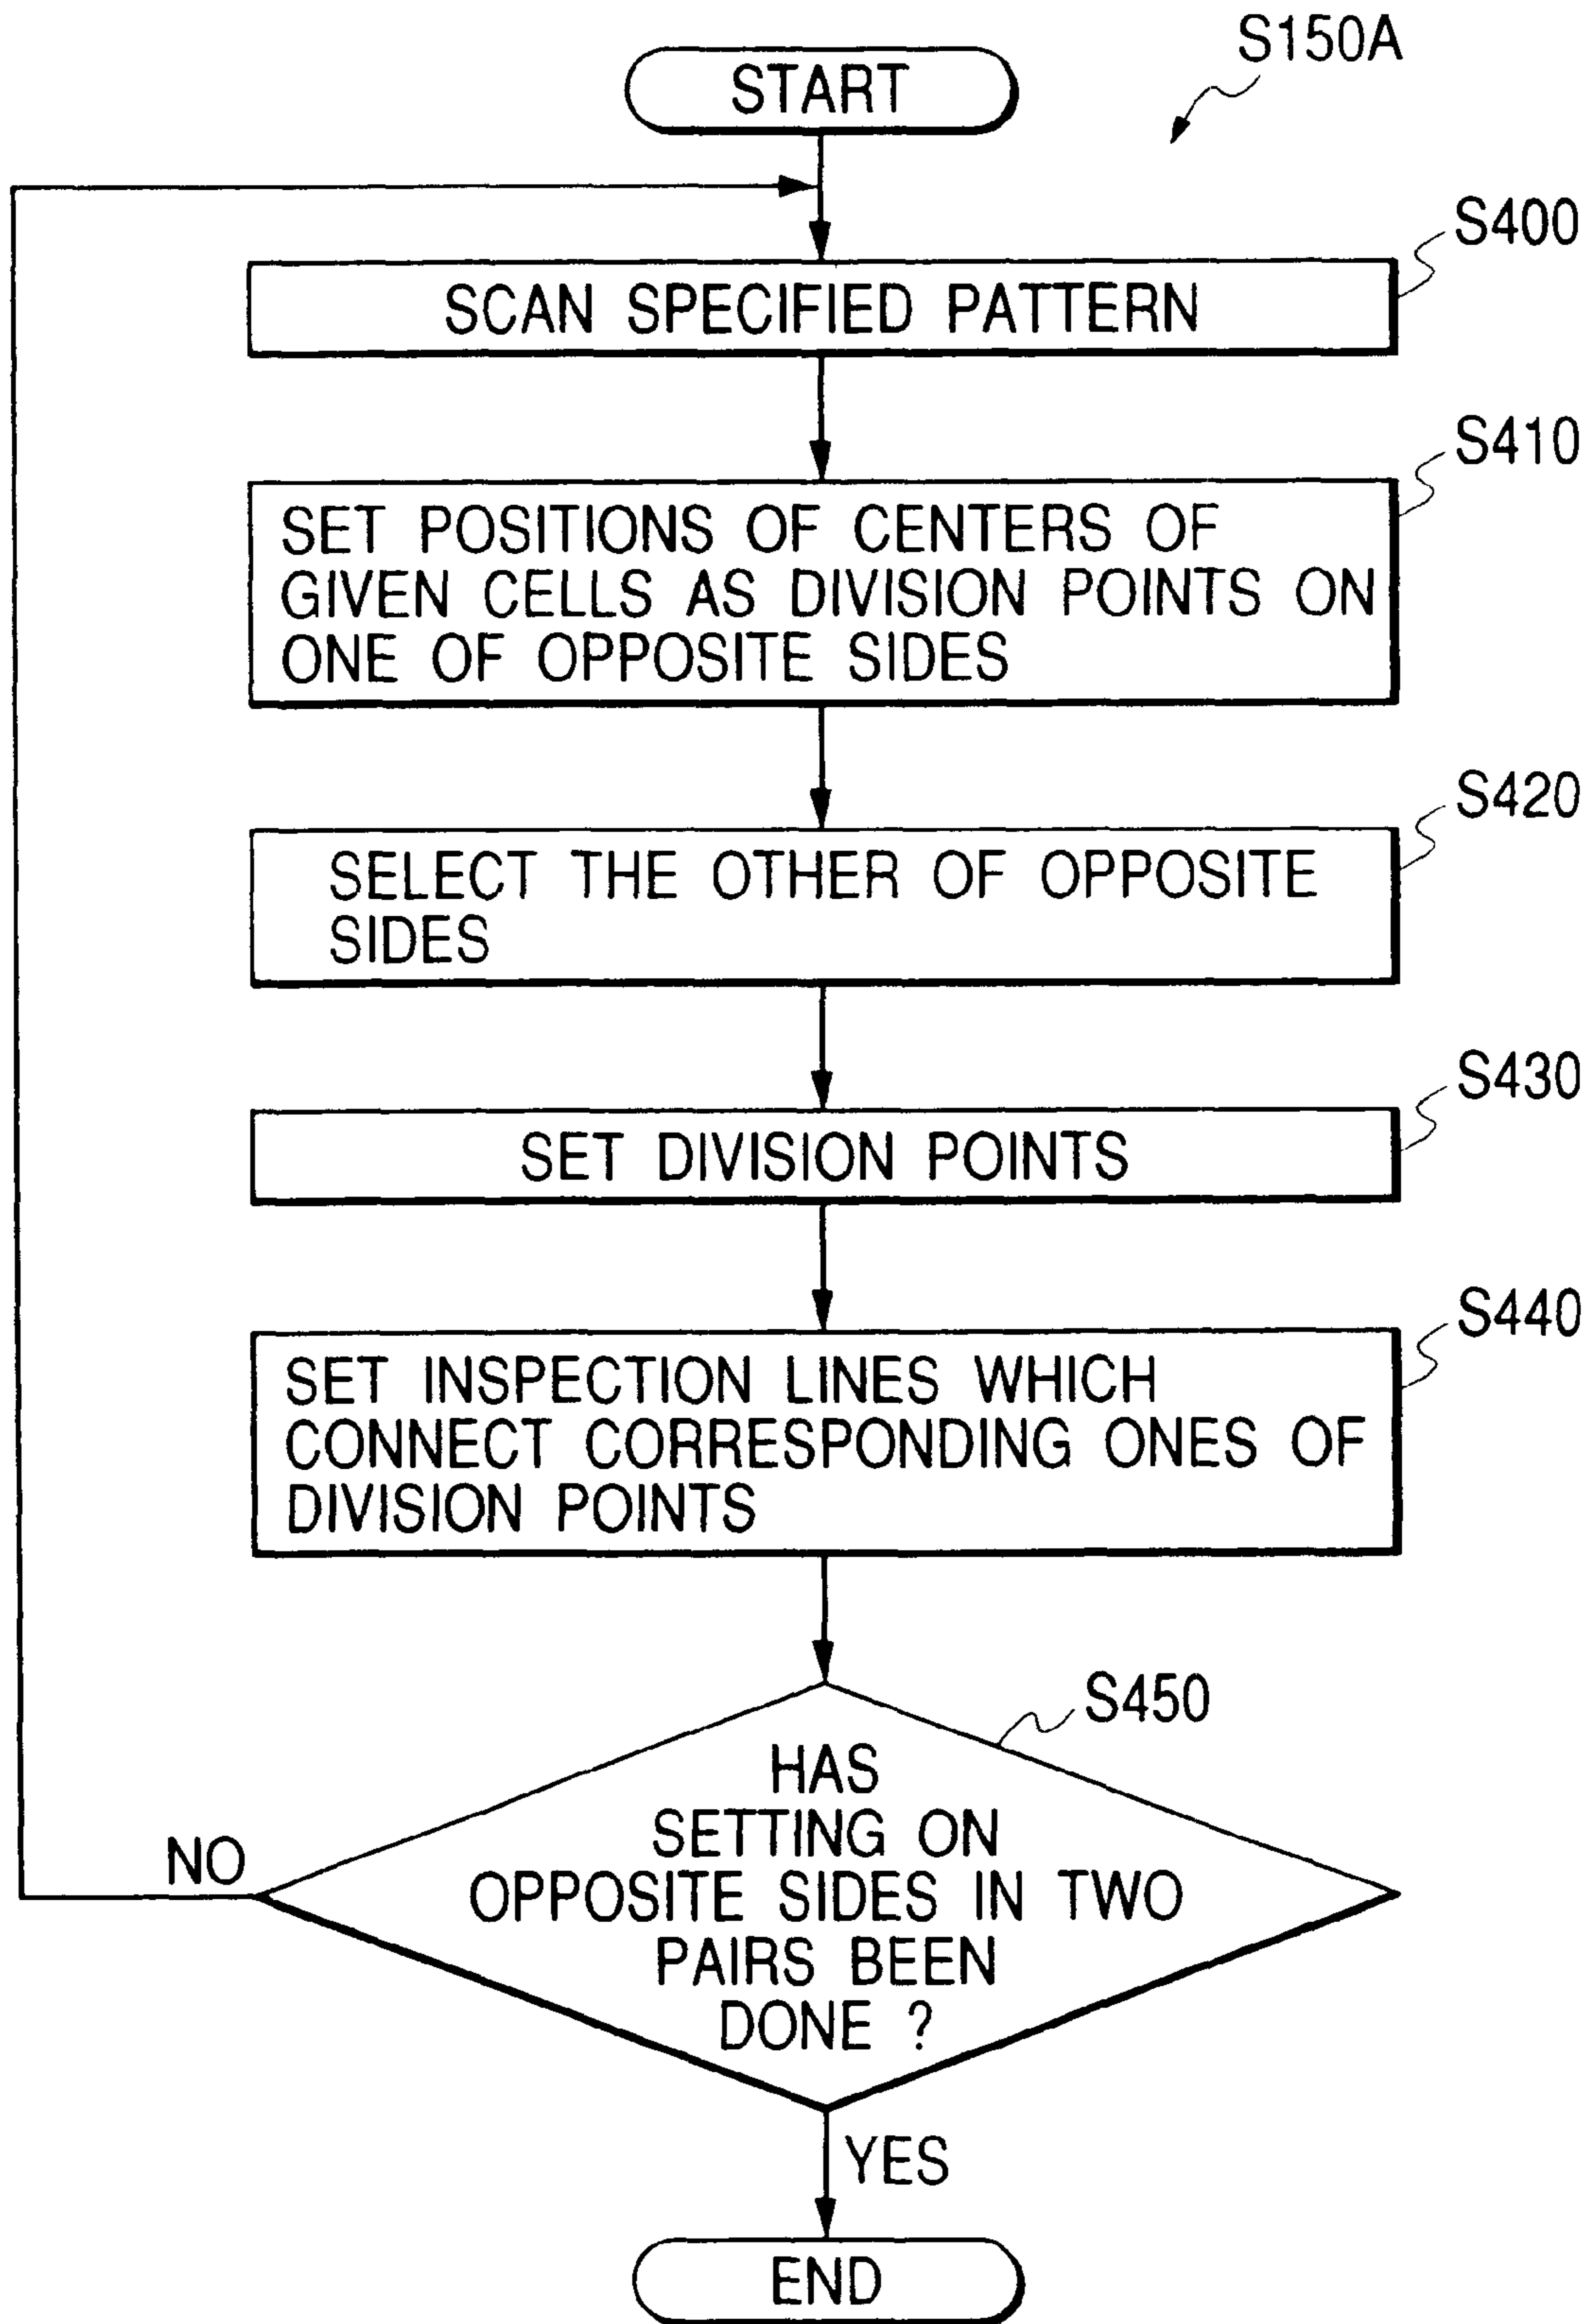 S150A
START
S400
SCAN SPECIFIED PATTERN
S410
SET POSITIONS OF CENTERS OF
GIVEN CELLS AS DIVISION POINTS ON
ONE OF OPPOSITE SIDES
S420
SELECT THE OTHER OF OPPOSITE
SIDES
S430
SET DIVISION POINTS
S440
SET INSPECTION LINES WHICH
CONNECT CORRESPONDING ONES OF
DIVISION POINTS
S450
HAS
SETTING ON
OPPOSITE SIDES IN TWO
PAIRS BEEN
DONE ?
NO
YES
END